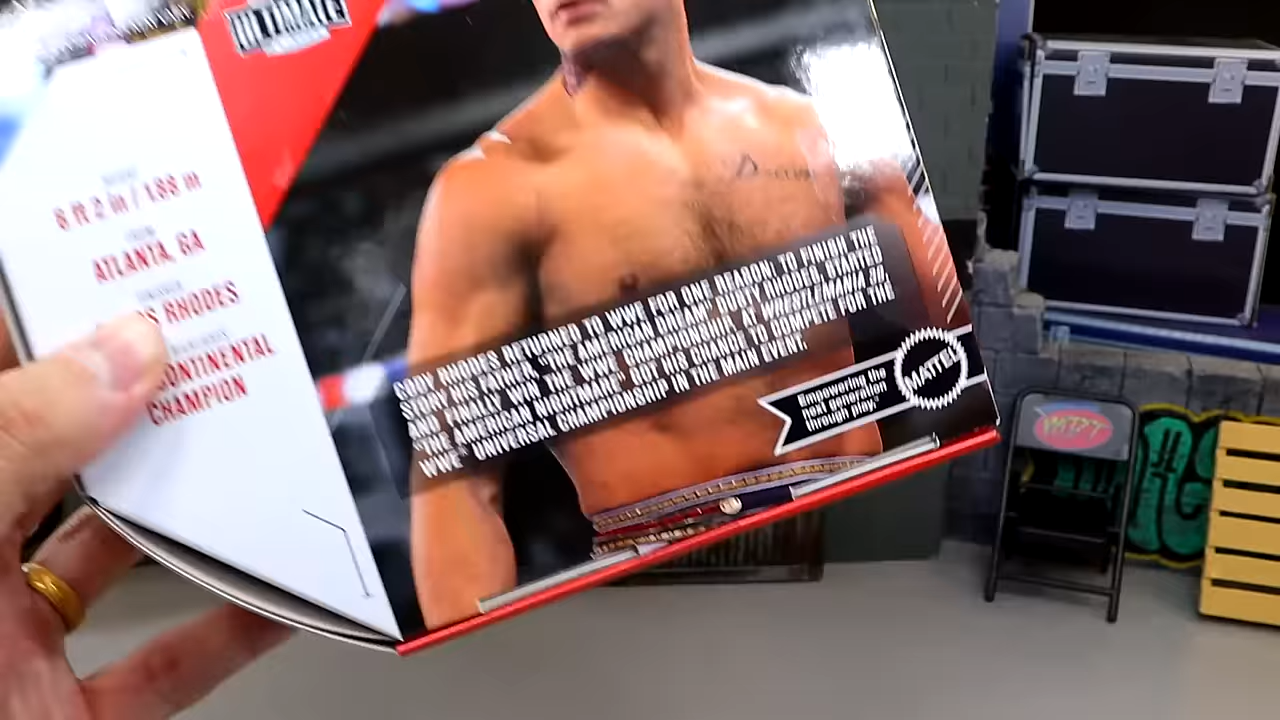 ULTIMATE
6 ft 2 in / 1.88 m
ATLANTA, GA
RHODES
CONTINENTAL
CHAMPION
CODY RHODES RETURNED TO WWE FOR ONE REASON: TO FINISH THE
STORY HIS FATHER "THE AMERICAN DREAM" DUSTY RHODES STARTED
AND FINALLY WIN THE WWE CHAMPIONSHIP. AT WRESTLEMANIA 39,
"THE AMERICAN NIGHTMARE" GOT HIS CHANCE TO COMPETE FOR THE
WWE UNIVERSAL CHAMPIONSHIP IN THE MAIN EVENT.
Empowering the
next generation
through play.
MATTEL